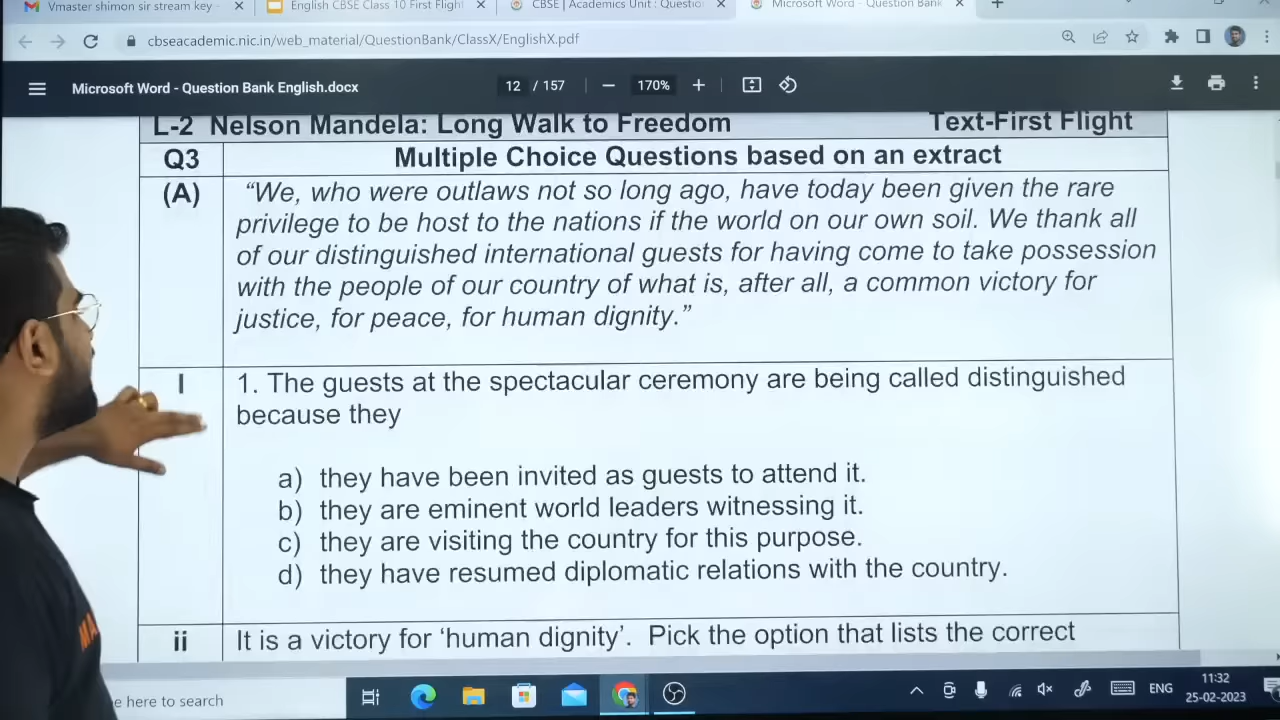 Vmaster shimon sir stream key - × English CBSE Class 10 First Flight × CBSE | Academics Unit : Questio × Microsoft Word - Question Bank × +
cbseacademic.nic.in/web_material/QuestionBank/ClassX/EnglishX.pdf
Microsoft Word - Question Bank English.docx 12 / 157 − 170% +
L-2 Nelson Mandela: Long Walk to Freedom Text-First Flight
Q3 Multiple Choice Questions based on an extract
(A) “We, who were outlaws not so long ago, have today been given the rare
privilege to be host to the nations if the world on our own soil. We thank all
of our distinguished international guests for having come to take possession
with the people of our country of what is, after all, a common victory for
justice, for peace, for human dignity.”
I 1. The guests at the spectacular ceremony are being called distinguished
because they
a) they have been invited as guests to attend it.
b) they are eminent world leaders witnessing it.
c) they are visiting the country for this purpose.
d) they have resumed diplomatic relations with the country.
ii It is a victory for ‘human dignity’. Pick the option that lists the correct
e here to search
ENG
11:32
25-02-2023